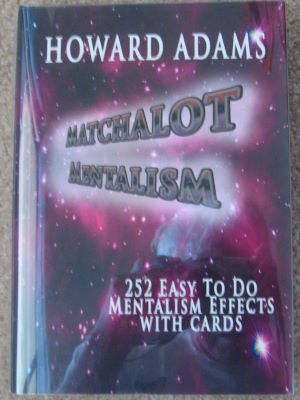 HOWARD ADAMS
MATCHALOT
MENTALISM
252 EASY TO DO
MENTALISM EFFECTS
WITH CARDS